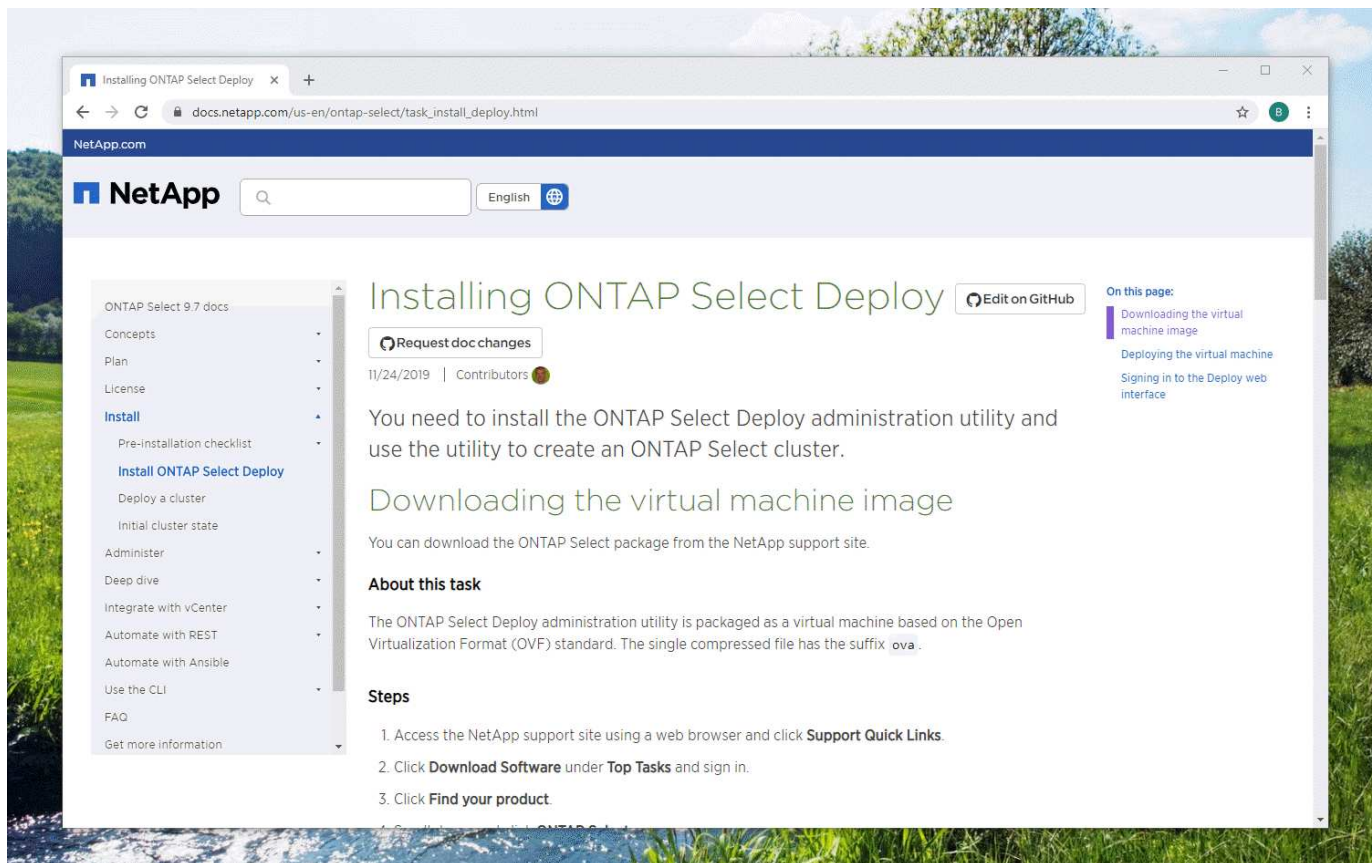 Installing ONTAP Select Deploy
docs.netapp.com/us-en/ontap-select/task_install_deploy.html
B
NetApp.com
NetApp
English
ONTAP Select 9.7 docs
Concepts
Plan
License
Install
Pre-installation checklist
Install ONTAP Select Deploy
Deploy a cluster
Initial cluster state
Administer
Deep dive
Integrate with vCenter
Automate with REST
Automate with Ansible
Use the CLI
FAQ
Get more information
Installing ONTAP Select Deploy
Edit on GitHub
Request doc changes
11/24/2019 | Contributors
You need to install the ONTAP Select Deploy administration utility and
use the utility to create an ONTAP Select cluster.
Downloading the virtual machine image
You can download the ONTAP Select package from the NetApp support site.
About this task
The ONTAP Select Deploy administration utility is packaged as a virtual machine based on the Open
Virtualization Format (OVF) standard. The single compressed file has the suffix ova.
Steps
1. Access the NetApp support site using a web browser and click Support Quick Links.
2. Click Download Software under Top Tasks and sign in.
3. Click Find your product.
On this page:
Downloading the virtual
machine image
Deploying the virtual machine
Signing in to the Deploy web
interface